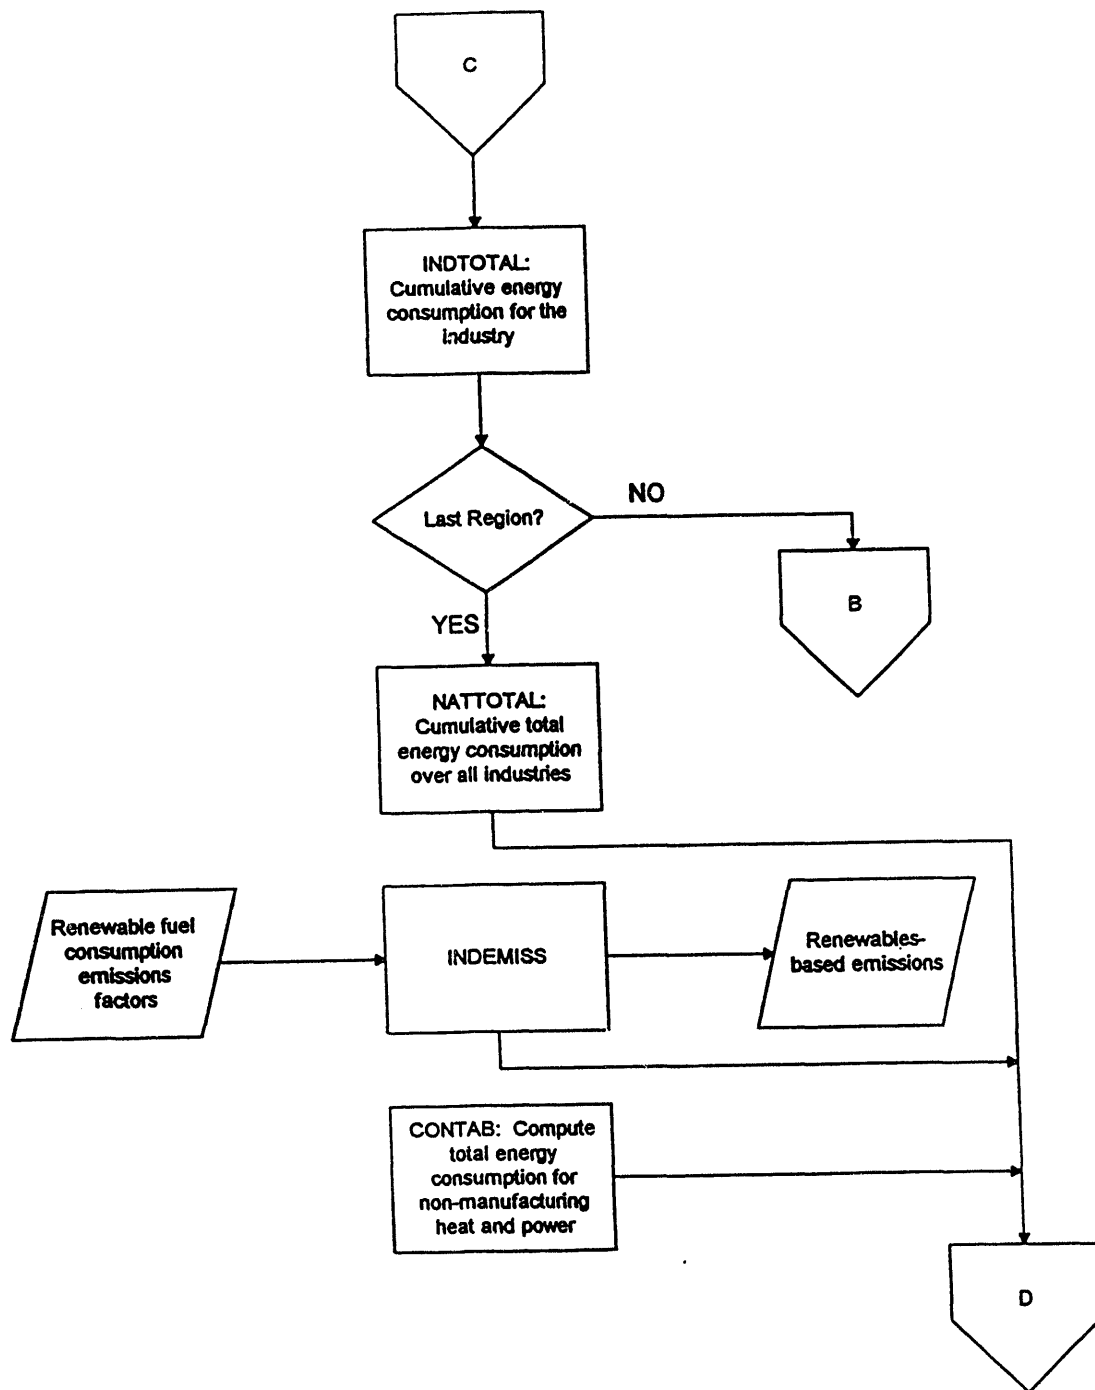 C
INDTOTAL:
Cumulative energy
consumption for the
industry
Last Region?
NO
B
YES
NATTOTAL:
Cumulative total
energy consumption
over all industries
Renewable fuel
consumption
emissions
factors
INDEMISS
Renewables-
based emissions
CONTAB: Compute
total energy
consumption for
non-manufacturing
heat and power
D